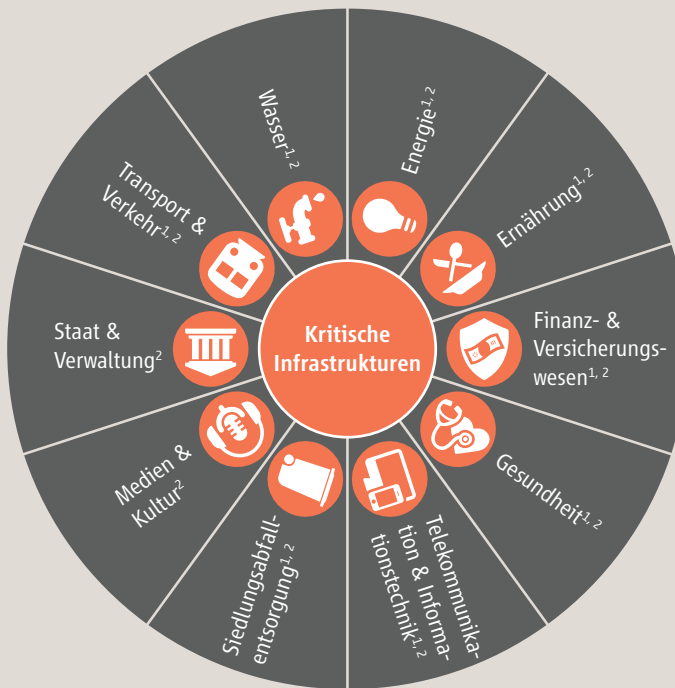 Kritische
Infrastrukturen
Energie1, 2
Ernährung1, 2
Finanz- &
Versicherungs-
wesen1, 2
Gesundheit1, 2
Telekommunika-
tion & Informa-
tionstechnik1, 2
Siedlungsabfall-
entsorgung1, 2
Medien &
Kultur2
Staat &
Verwaltung2
Transport &
Verkehr1, 2
Wasser1, 2